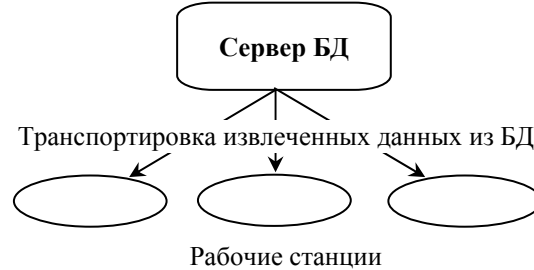 Сервер БД
Транспортировка извлеченных данных из БД
Рабочие станции